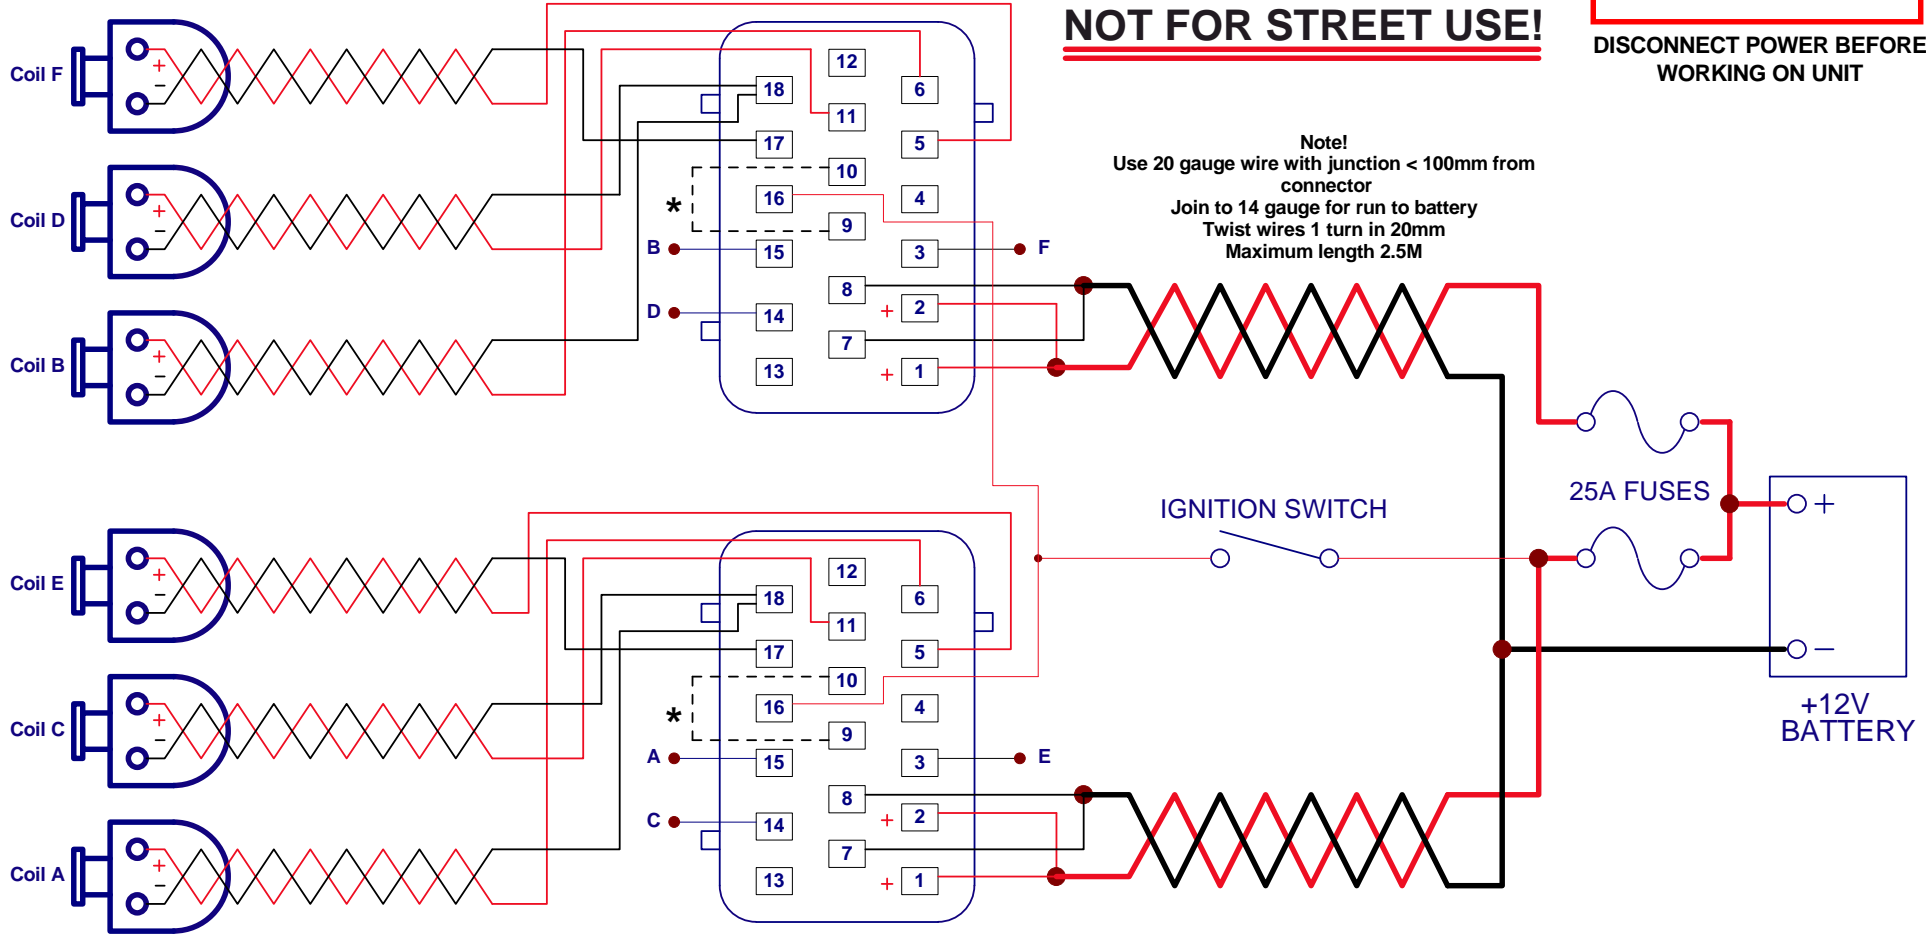 NOT FOR STREET USE!
DISCONNECT POWER BEFORE
WORKING ON UNIT
Note!
Use 20 gauge wire with junction < 100mm from
connector
Join to 14 gauge for run to battery
Twist wires 1 turn in 20mm
Maximum length 2.5M
Coil F
+
−
Coil D
+
−
Coil B
+
−
12
18
6
11
17
5
10
16
4
*
9
B
15
3
F
8
D
14
+
2
7
13
+
1
25A FUSES
IGNITION SWITCH
+
−
+12V
BATTERY
Coil E
+
−
Coil C
+
−
Coil A
+
−
12
18
6
11
17
5
10
16
4
*
9
A
15
3
E
8
C
14
+
2
7
13
+
1